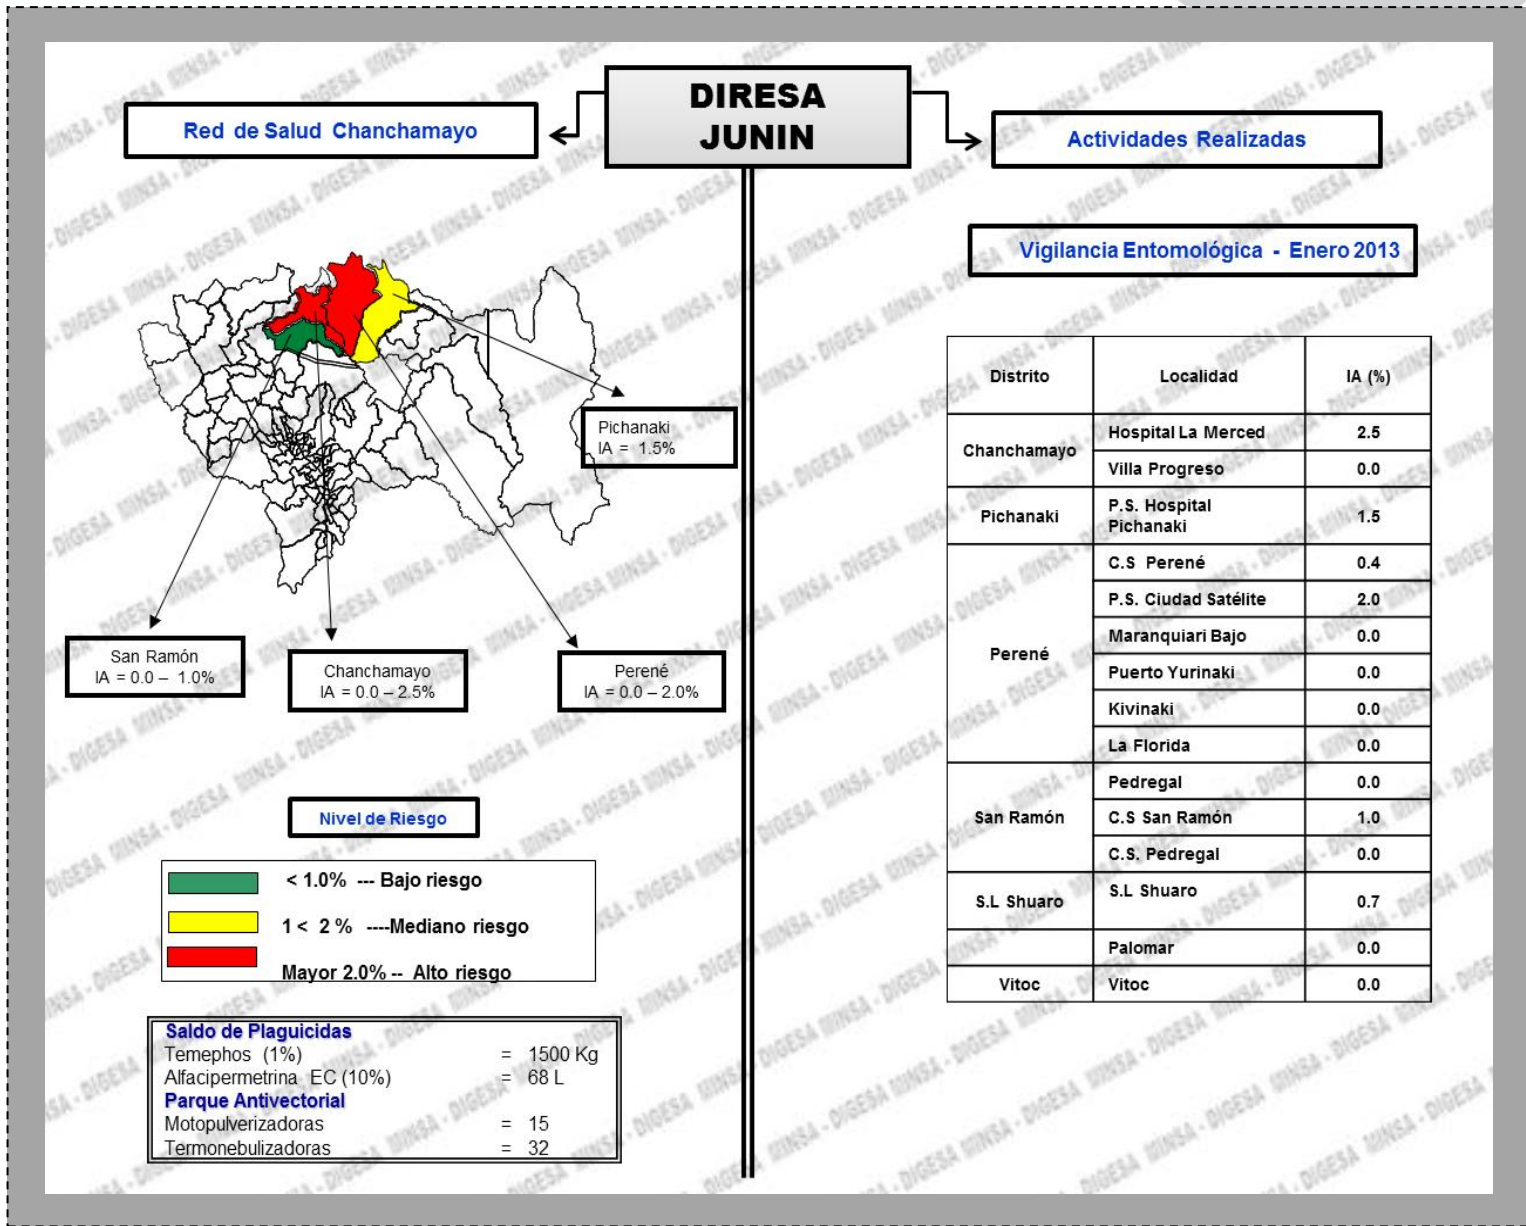 DIRESA
JUNIN
Red de Salud Chanchamayo
Actividades Realizadas
Vigilancia Entomológica - Enero 2013
Pichanaki
IA = 1.5%
San Ramón
IA = 0.0 – 1.0%
Chanchamayo
IA = 0.0 – 2.5%
Perené
IA = 0.0 – 2.0%
Nivel de Riesgo
< 1.0% --- Bajo riesgo
1 < 2 % ----Mediano riesgo
Mayor 2.0% -- Alto riesgo
Saldo de Plaguicidas
Temephos (1%) = 1500 Kg
Alfacipermetrina EC (10%) = 68 L
Parque Antivectorial
Motopulverizadoras = 15
Termonebulizadoras = 32
Distrito Localidad IA (%)
Chanchamayo Hospital La Merced 2.5
Villa Progreso 0.0
Pichanaki P.S. Hospital
Pichanaki 1.5
Perené C.S Perené 0.4
P.S. Ciudad Satélite 2.0
Maranquiari Bajo 0.0
Puerto Yurinaki 0.0
Kivinaki 0.0
La Florida 0.0
San Ramón Pedregal 0.0
C.S San Ramón 1.0
C.S. Pedregal 0.0
S.L Shuaro S.L Shuaro 0.7
Palomar 0.0
Vitoc Vitoc 0.0
MINSA - DIGESA